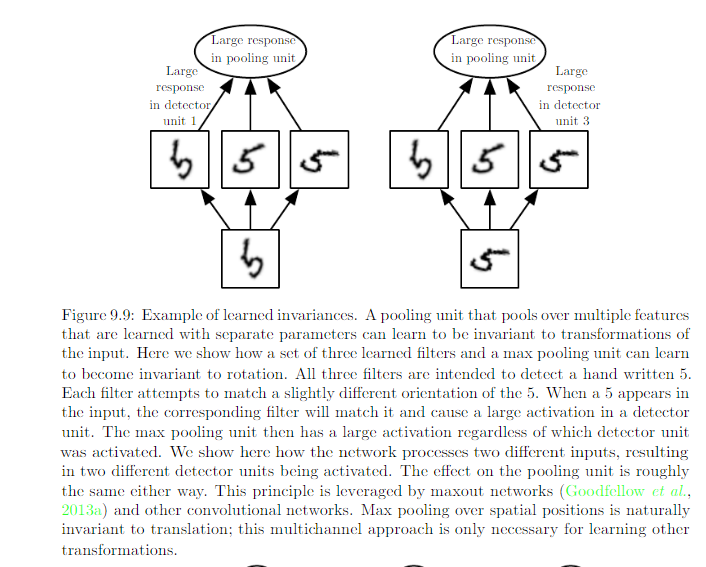 Large response
in pooling unit
Large
response
in detector
unit 1
5
5
5
5
Large response
in pooling unit
Large
response
in detector
unit 3
5
5
5
5
Figure 9.9: Example of learned invariances. A pooling unit that pools over multiple features
that are learned with separate parameters can learn to be invariant to transformations of
the input. Here we show how a set of three learned filters and a max pooling unit can learn
to become invariant to rotation. All three filters are intended to detect a hand written 5.
Each filter attempts to match a slightly different orientation of the 5. When a 5 appears in
the input, the corresponding filter will match it and cause a large activation in a detector
unit. The max pooling unit then has a large activation regardless of which detector unit
was activated. We show here how the network processes two different inputs, resulting
in two different detector units being activated. The effect on the pooling unit is roughly
the same either way. This principle is leveraged by maxout networks (Goodfellow et al.,
2013a) and other convolutional networks. Max pooling over spatial positions is naturally
invariant to translation; this multichannel approach is only necessary for learning other
transformations.